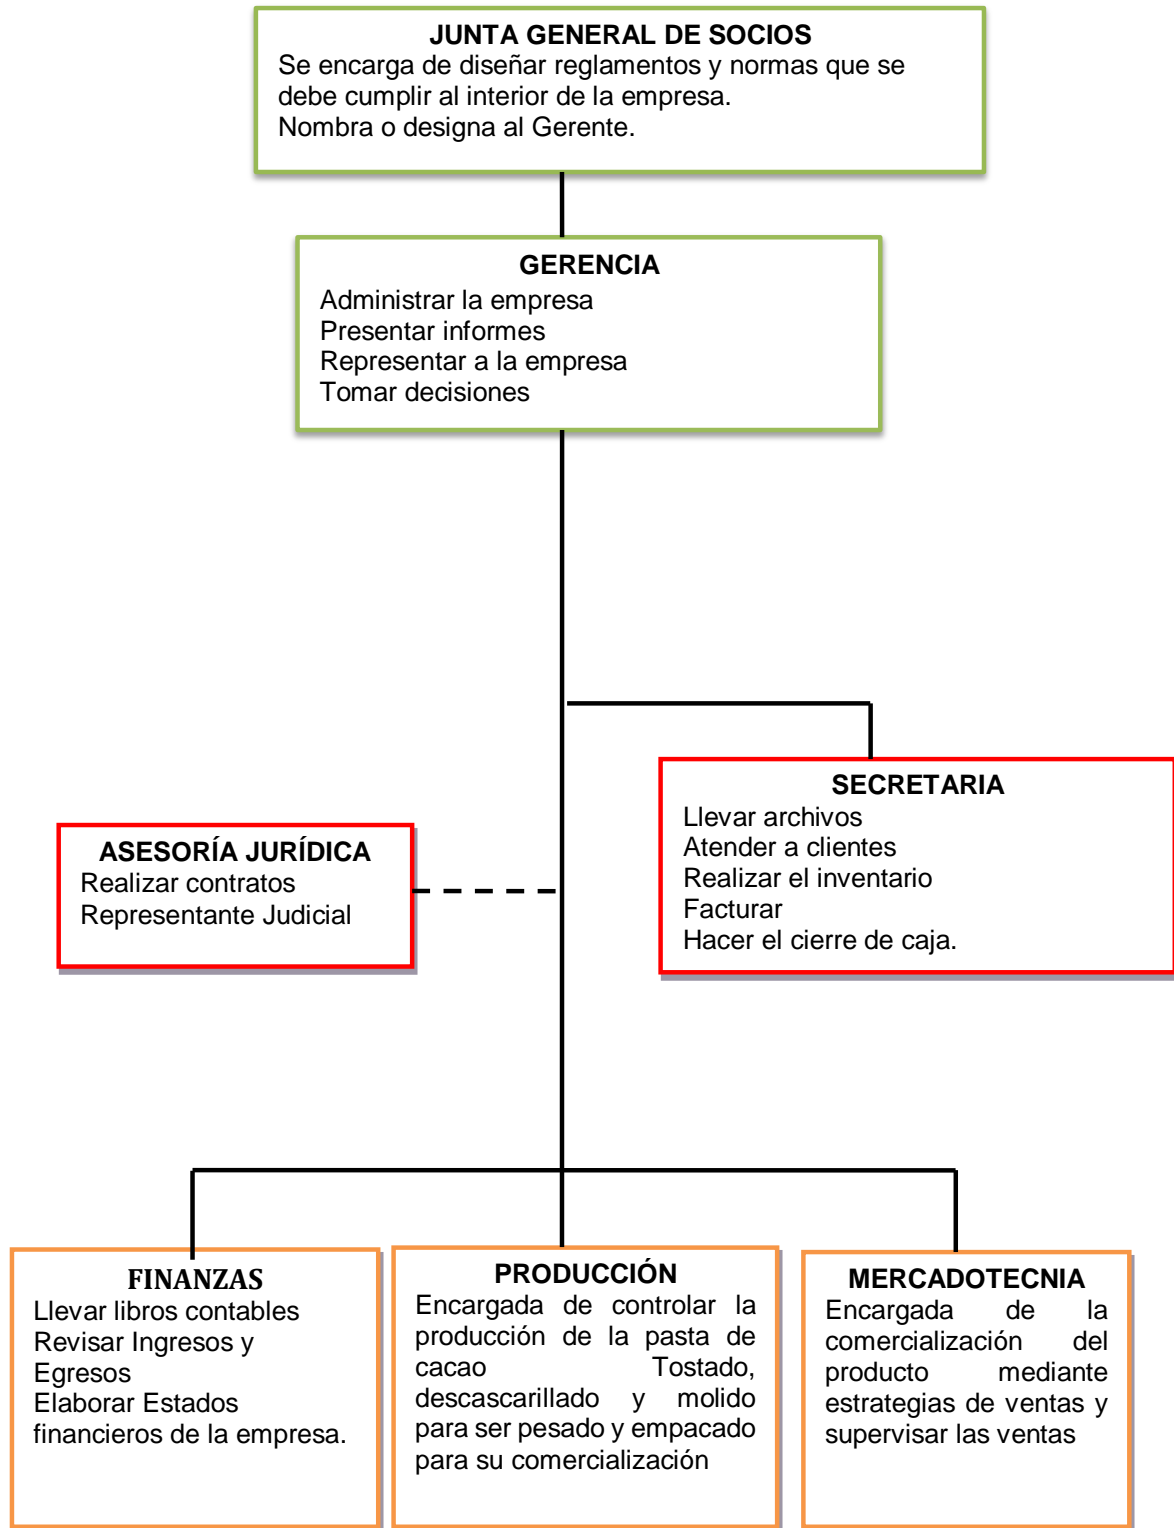 JUNTA GENERAL DE SOCIOS
Se encarga de diseñar reglamentos y normas que se
debe cumplir al interior de la empresa.
Nombra o designa al Gerente.
GERENCIA
Administrar la empresa
Presentar informes
Representar a la empresa
Tomar decisiones
SECRETARIA
Llevar archivos
Atender a clientes
Realizar el inventario
Facturar
Hacer el cierre de caja.
ASESORÍA JURÍDICA
Realizar contratos
Representante Judicial
FINANZAS
Llevar libros contables
Revisar Ingresos y
Egresos
Elaborar Estados
financieros de la empresa.
PRODUCCIÓN
Encargada de controlar la
producción de la pasta de
cacao Tostado,
descascarillado y molido
para ser pesado y empacado
para su comercialización
MERCADOTECNIA
Encargada de la
comercialización del
producto mediante
estrategias de ventas y
supervisar las ventas